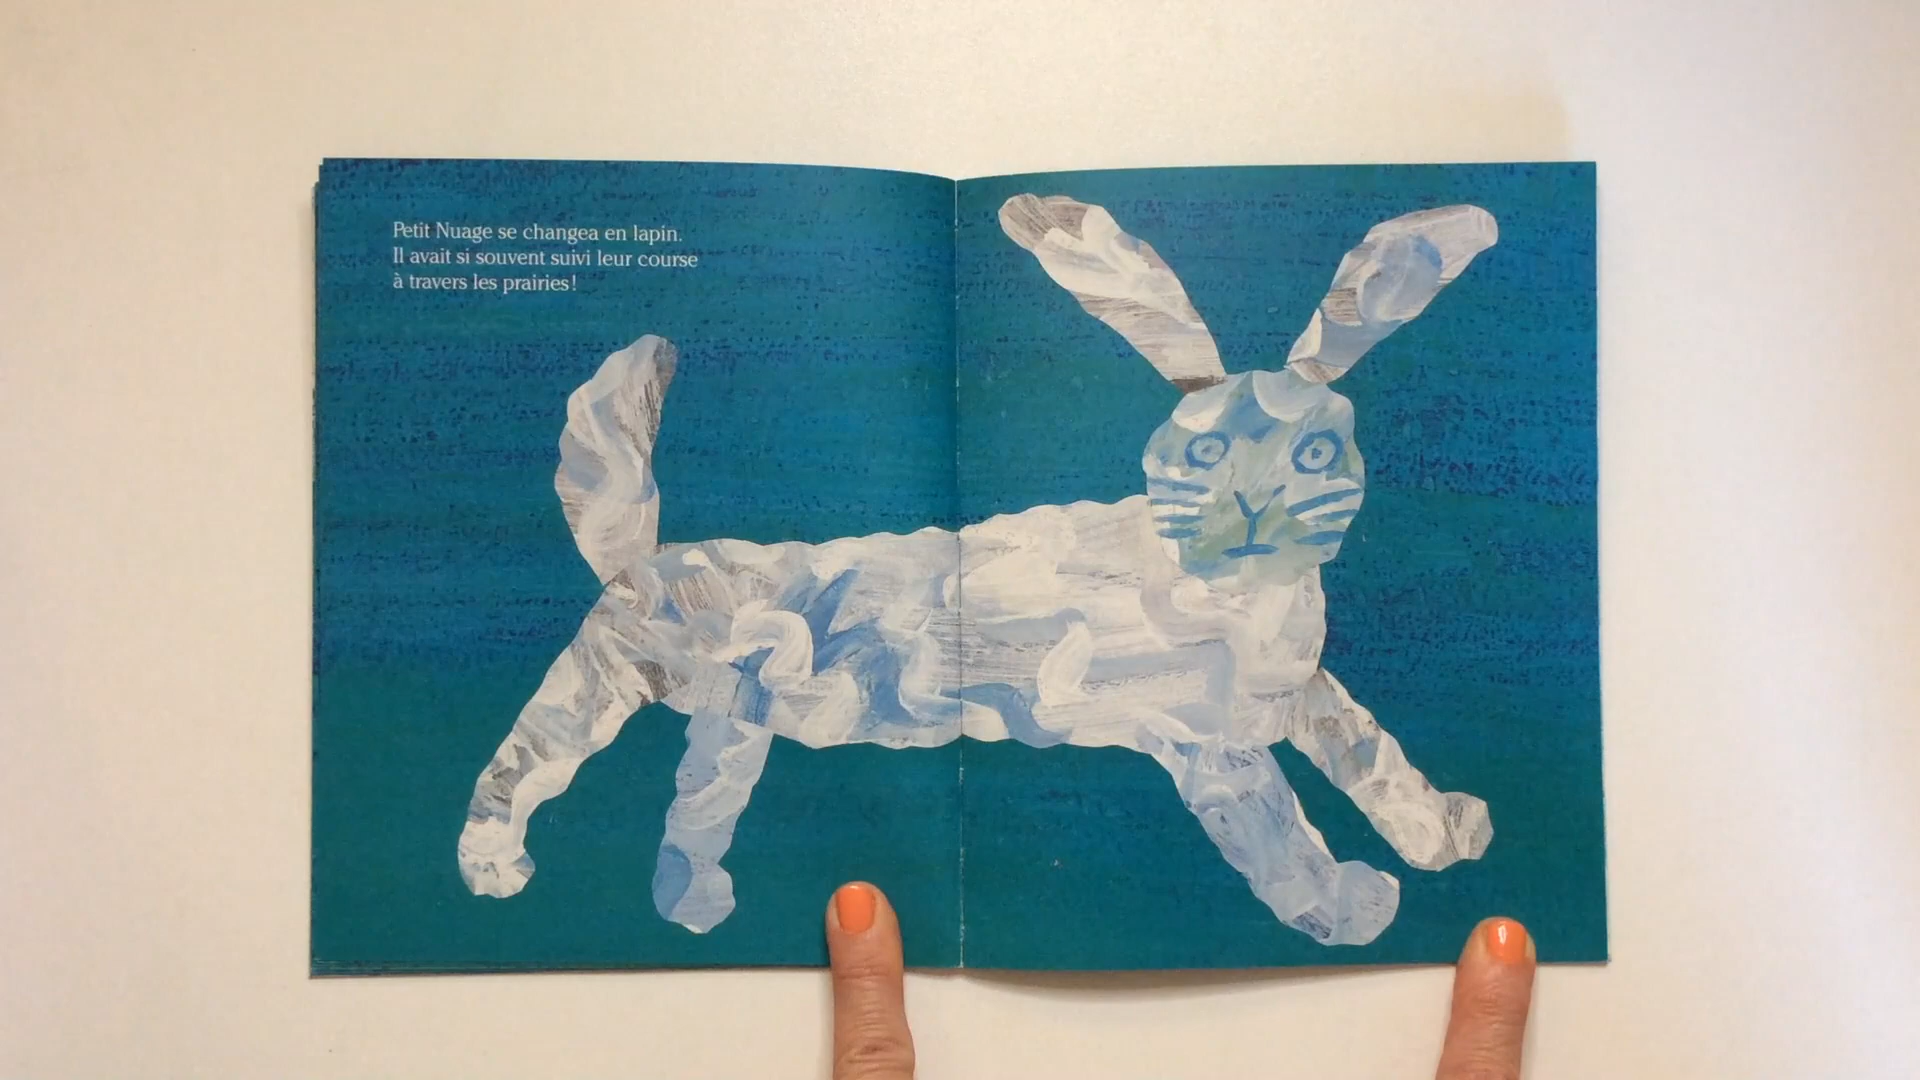 Petit Nuage se changea en lapin.
Il avait si souvent suivi leur course
à travers les prairies !